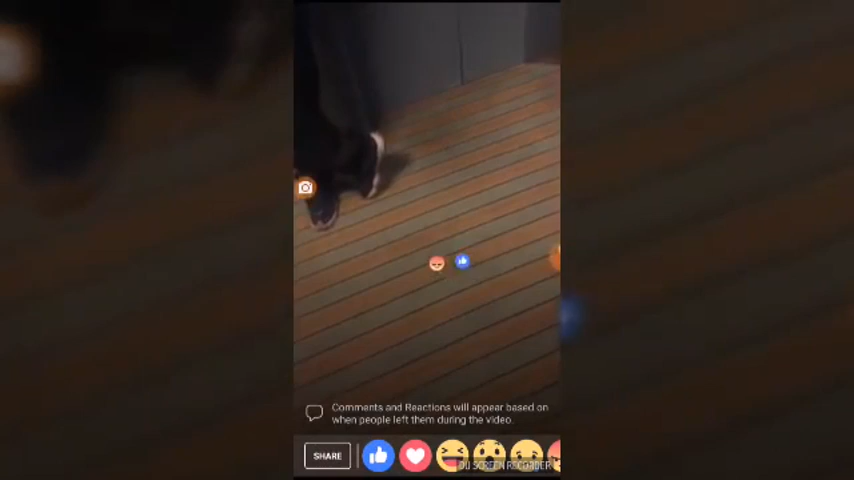 Comments and Reactions will appear based on
when people left them during the video.
SHARE
DU SCREEN RECORDER